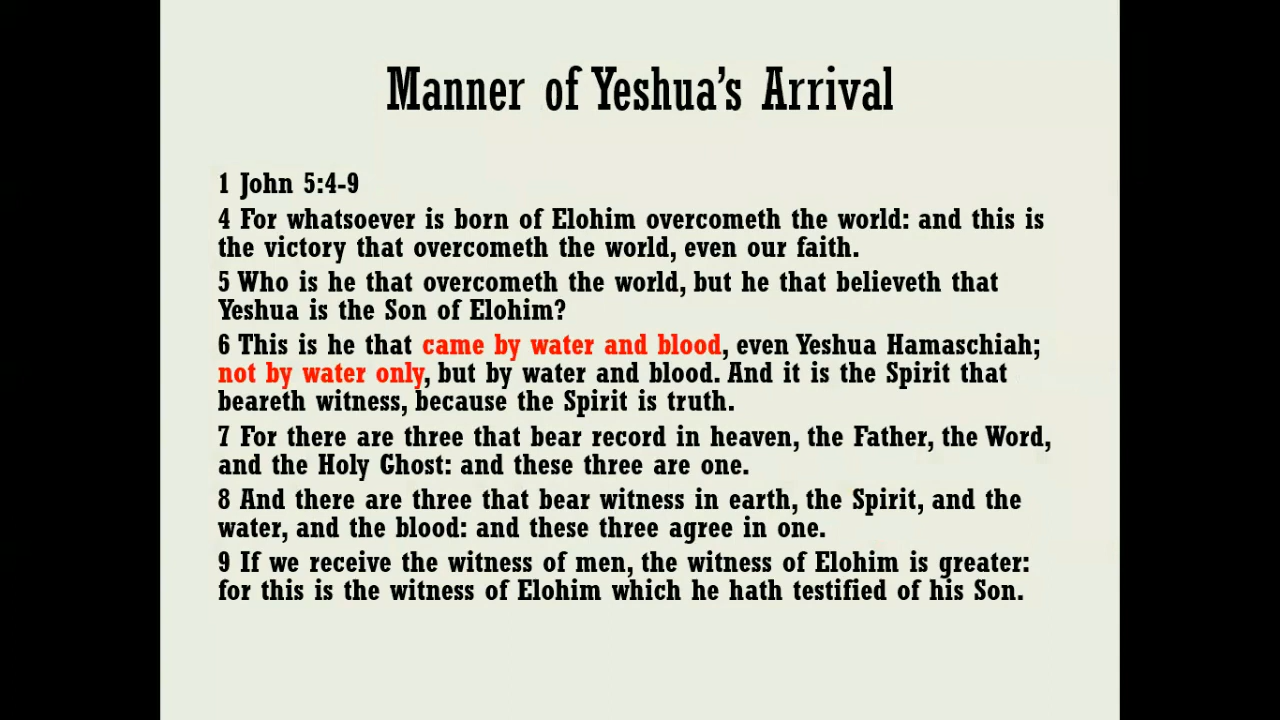 Manner of Yeshua’s Arrival
1 John 5:4-9
4 For whatsoever is born of Elohim overcometh the world: and this is
the victory that overcometh the world, even our faith.
5 Who is he that overcometh the world, but he that believeth that
Yeshua is the Son of Elohim?
6 This is he that came by water and blood, even Yeshua Hamaschiah;
not by water only, but by water and blood. And it is the Spirit that
beareth witness, because the Spirit is truth.
7 For there are three that bear record in heaven, the Father, the Word,
and the Holy Ghost: and these three are one.
8 And there are three that bear witness in earth, the Spirit, and the
water, and the blood: and these three agree in one.
9 If we receive the witness of men, the witness of Elohim is greater:
for this is the witness of Elohim which he hath testified of his Son.